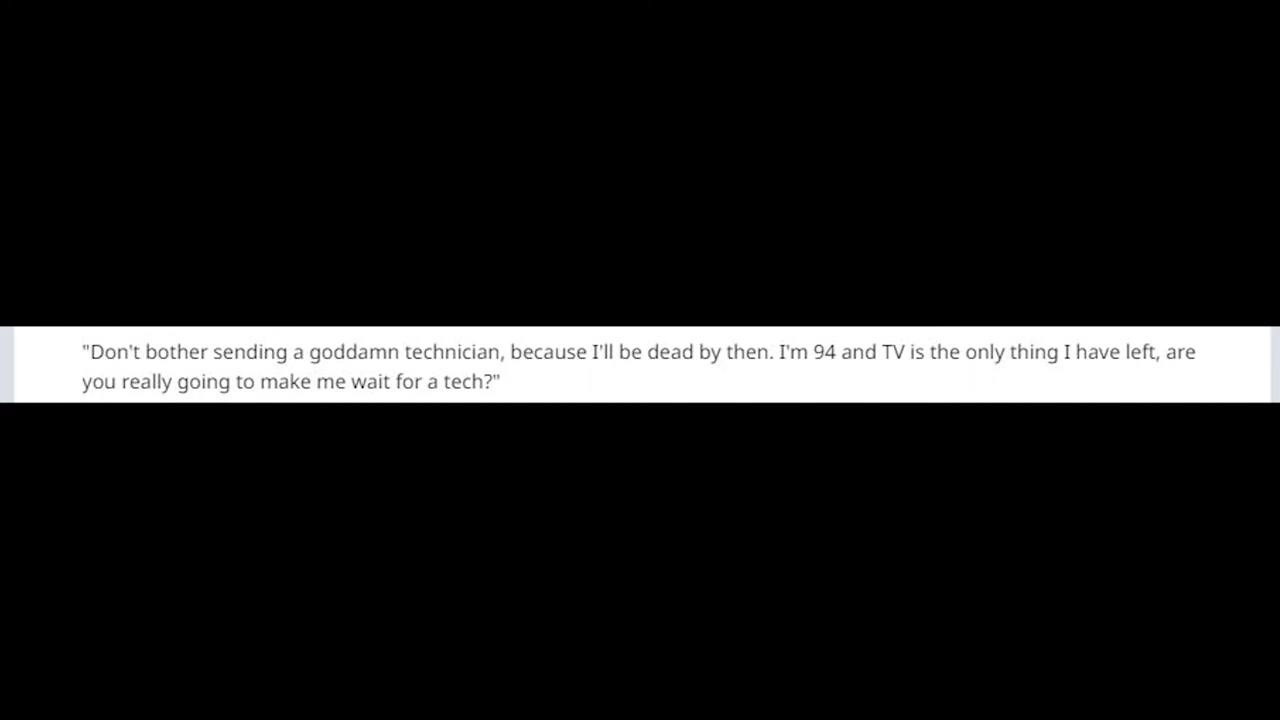 "Don't bother sending a goddamn technician, because I'll be dead by then. I'm 94 and TV is the only thing I have left, are
you really going to make me wait for a tech?"